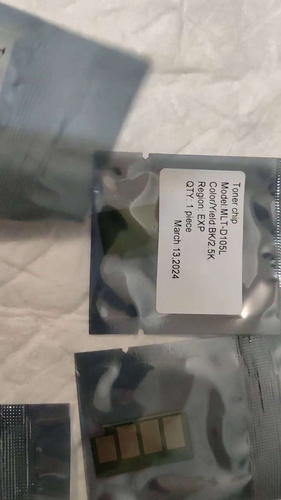 Toner chip
Model:MLT-D105L
Color/Yield BK/2.5K
Region: EXP
QTY: 1 piece
March 13.2024